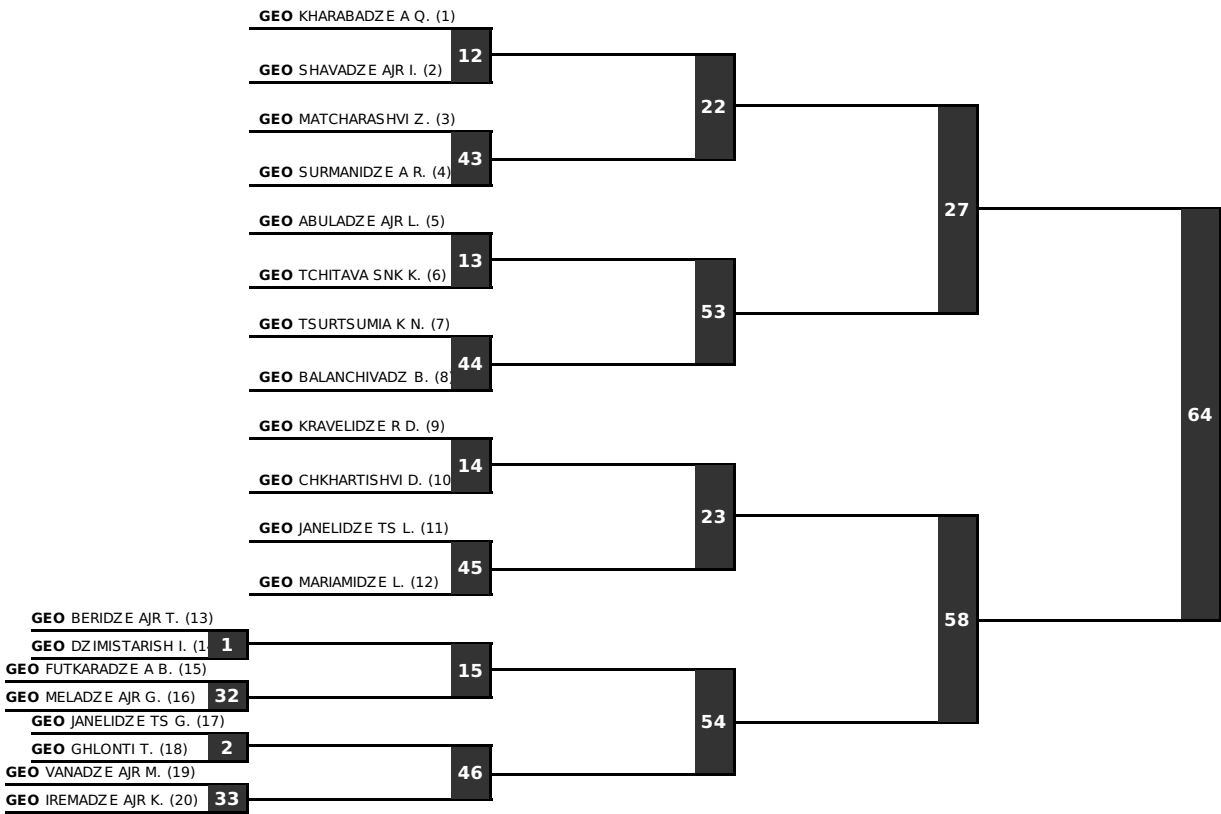 GEO KHARABADZE A Q. (1)
12
GEO SHAVADZE AJR I. (2)
22
GEO MATCHARASHVI Z. (3)
43
GEO SURMANIDZE A R. (4)
27
GEO ABULADZE AJR L. (5)
13
GEO TCHITAVA SNK K. (6)
53
GEO TSURTSUMIA K N. (7)
44
GEO BALANCHIVADZ B. (8)
64
GEO KRAVELIDZE R D. (9)
14
GEO CHKHARTISHVI D. (10
23
GEO JANELIDZE TS L. (11)
45
GEO MARIAMIDZE L. (12)
58
GEO BERIDZE AJR T. (13)
1
GEO DZIMISTARISH I. (14
15
GEO FUTKARADZE A B. (15)
32
GEO MELADZE AJR G. (16)
54
GEO JANELIDZE TS G. (17)
2
GEO GHLONTI T. (18)
46
GEO VANADZE AJR M. (19)
33
GEO IREMADZE AJR K. (20)